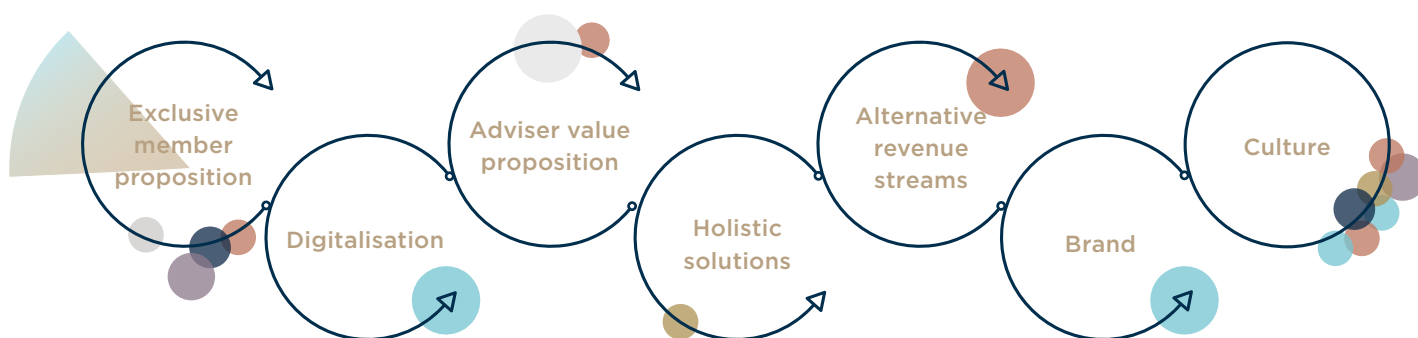 Exclusive
member
proposition
Digitalisation
Adviser value
proposition
Holistic
solutions
Alternative
revenue
streams
Brand
Culture